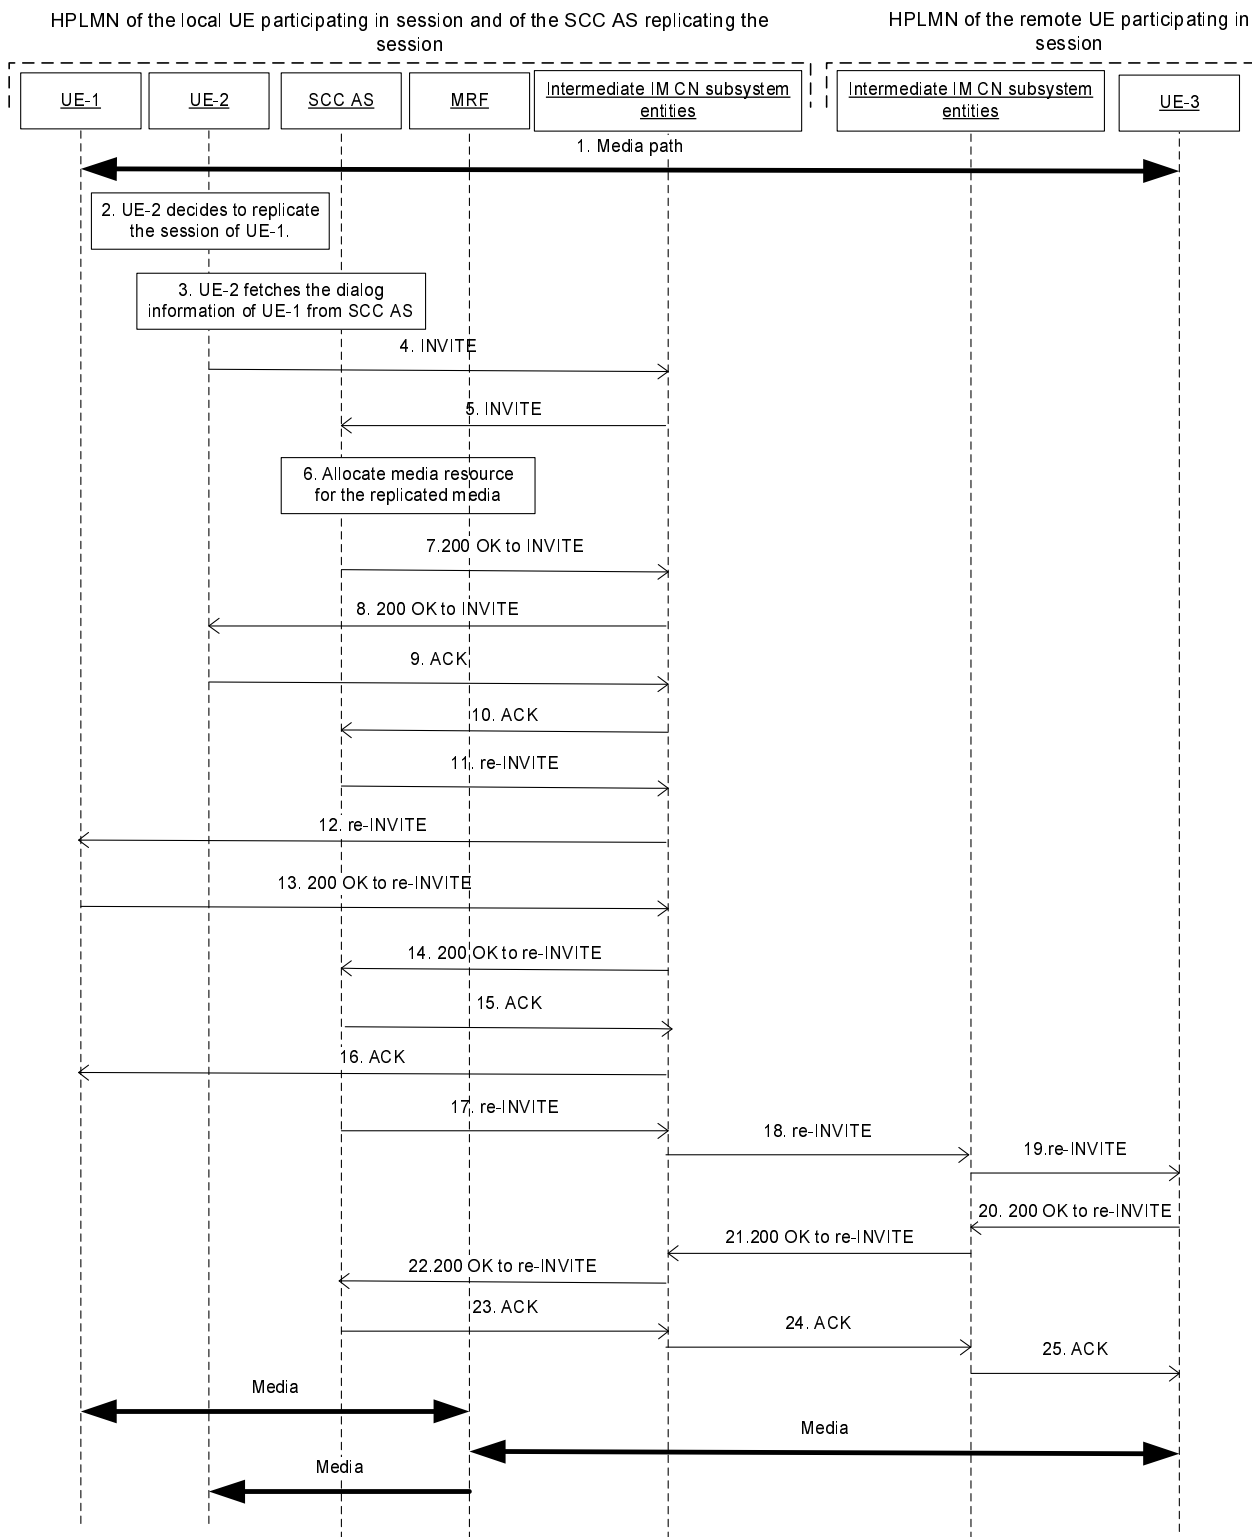 HPLMN of the local UE participating in session and of the SCC AS replicating the
session
HPLMN of the remote UE participating in
session
UE-1
UE-2
SCC AS
MRF
Intermediate IM CN subsystem
entities
Intermediate IM CN subsystem
entities
UE-3
1. Media path
2. UE-2 decides to replicate
the session of UE-1.
3. UE-2 fetches the dialog
information of UE-1 from SCC AS
4. INVITE
5. INVITE
6. Allocate media resource
for the replicated media
7.200 OK to INVITE
8. 200 OK to INVITE
9. ACK
10. ACK
11. re-INVITE
12. re-INVITE
13. 200 OK to re-INVITE
14. 200 OK to re-INVITE
15. ACK
16. ACK
17. re-INVITE
18. re-INVITE
19.re-INVITE
20. 200 OK to re-INVITE
21.200 OK to re-INVITE
22.200 OK to re-INVITE
23. ACK
24. ACK
25. ACK
Media
Media
Media